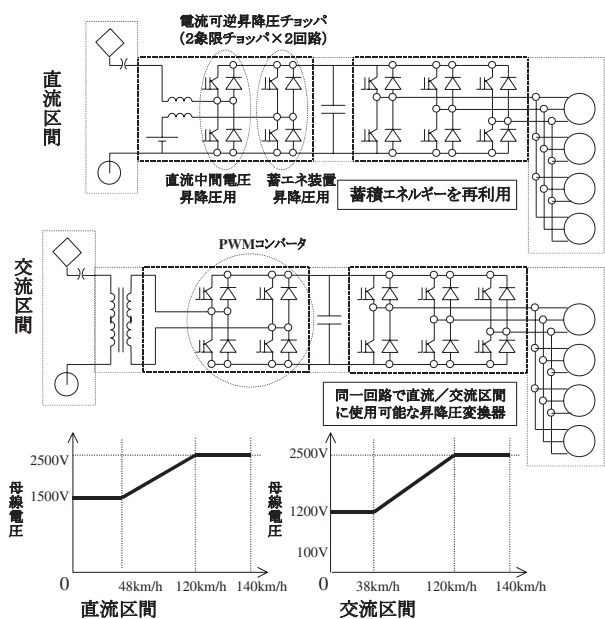 電流可逆昇降圧チョッパ
(2象限チョッパ×2回路)
直流区間
直流中間電圧
昇降圧用
蓄エネ装置
昇降圧用
蓄積エネルギーを再利用
PWMコンバータ
交流区間
同一回路で直流／交流区間
に使用可能な昇降圧変換器
母線電圧
2500V
1500V
0
48km/h
120km/h
140km/h
直流区間
母線電圧
2500V
1200V
100V
0
38km/h
120km/h
140km/h
交流区間